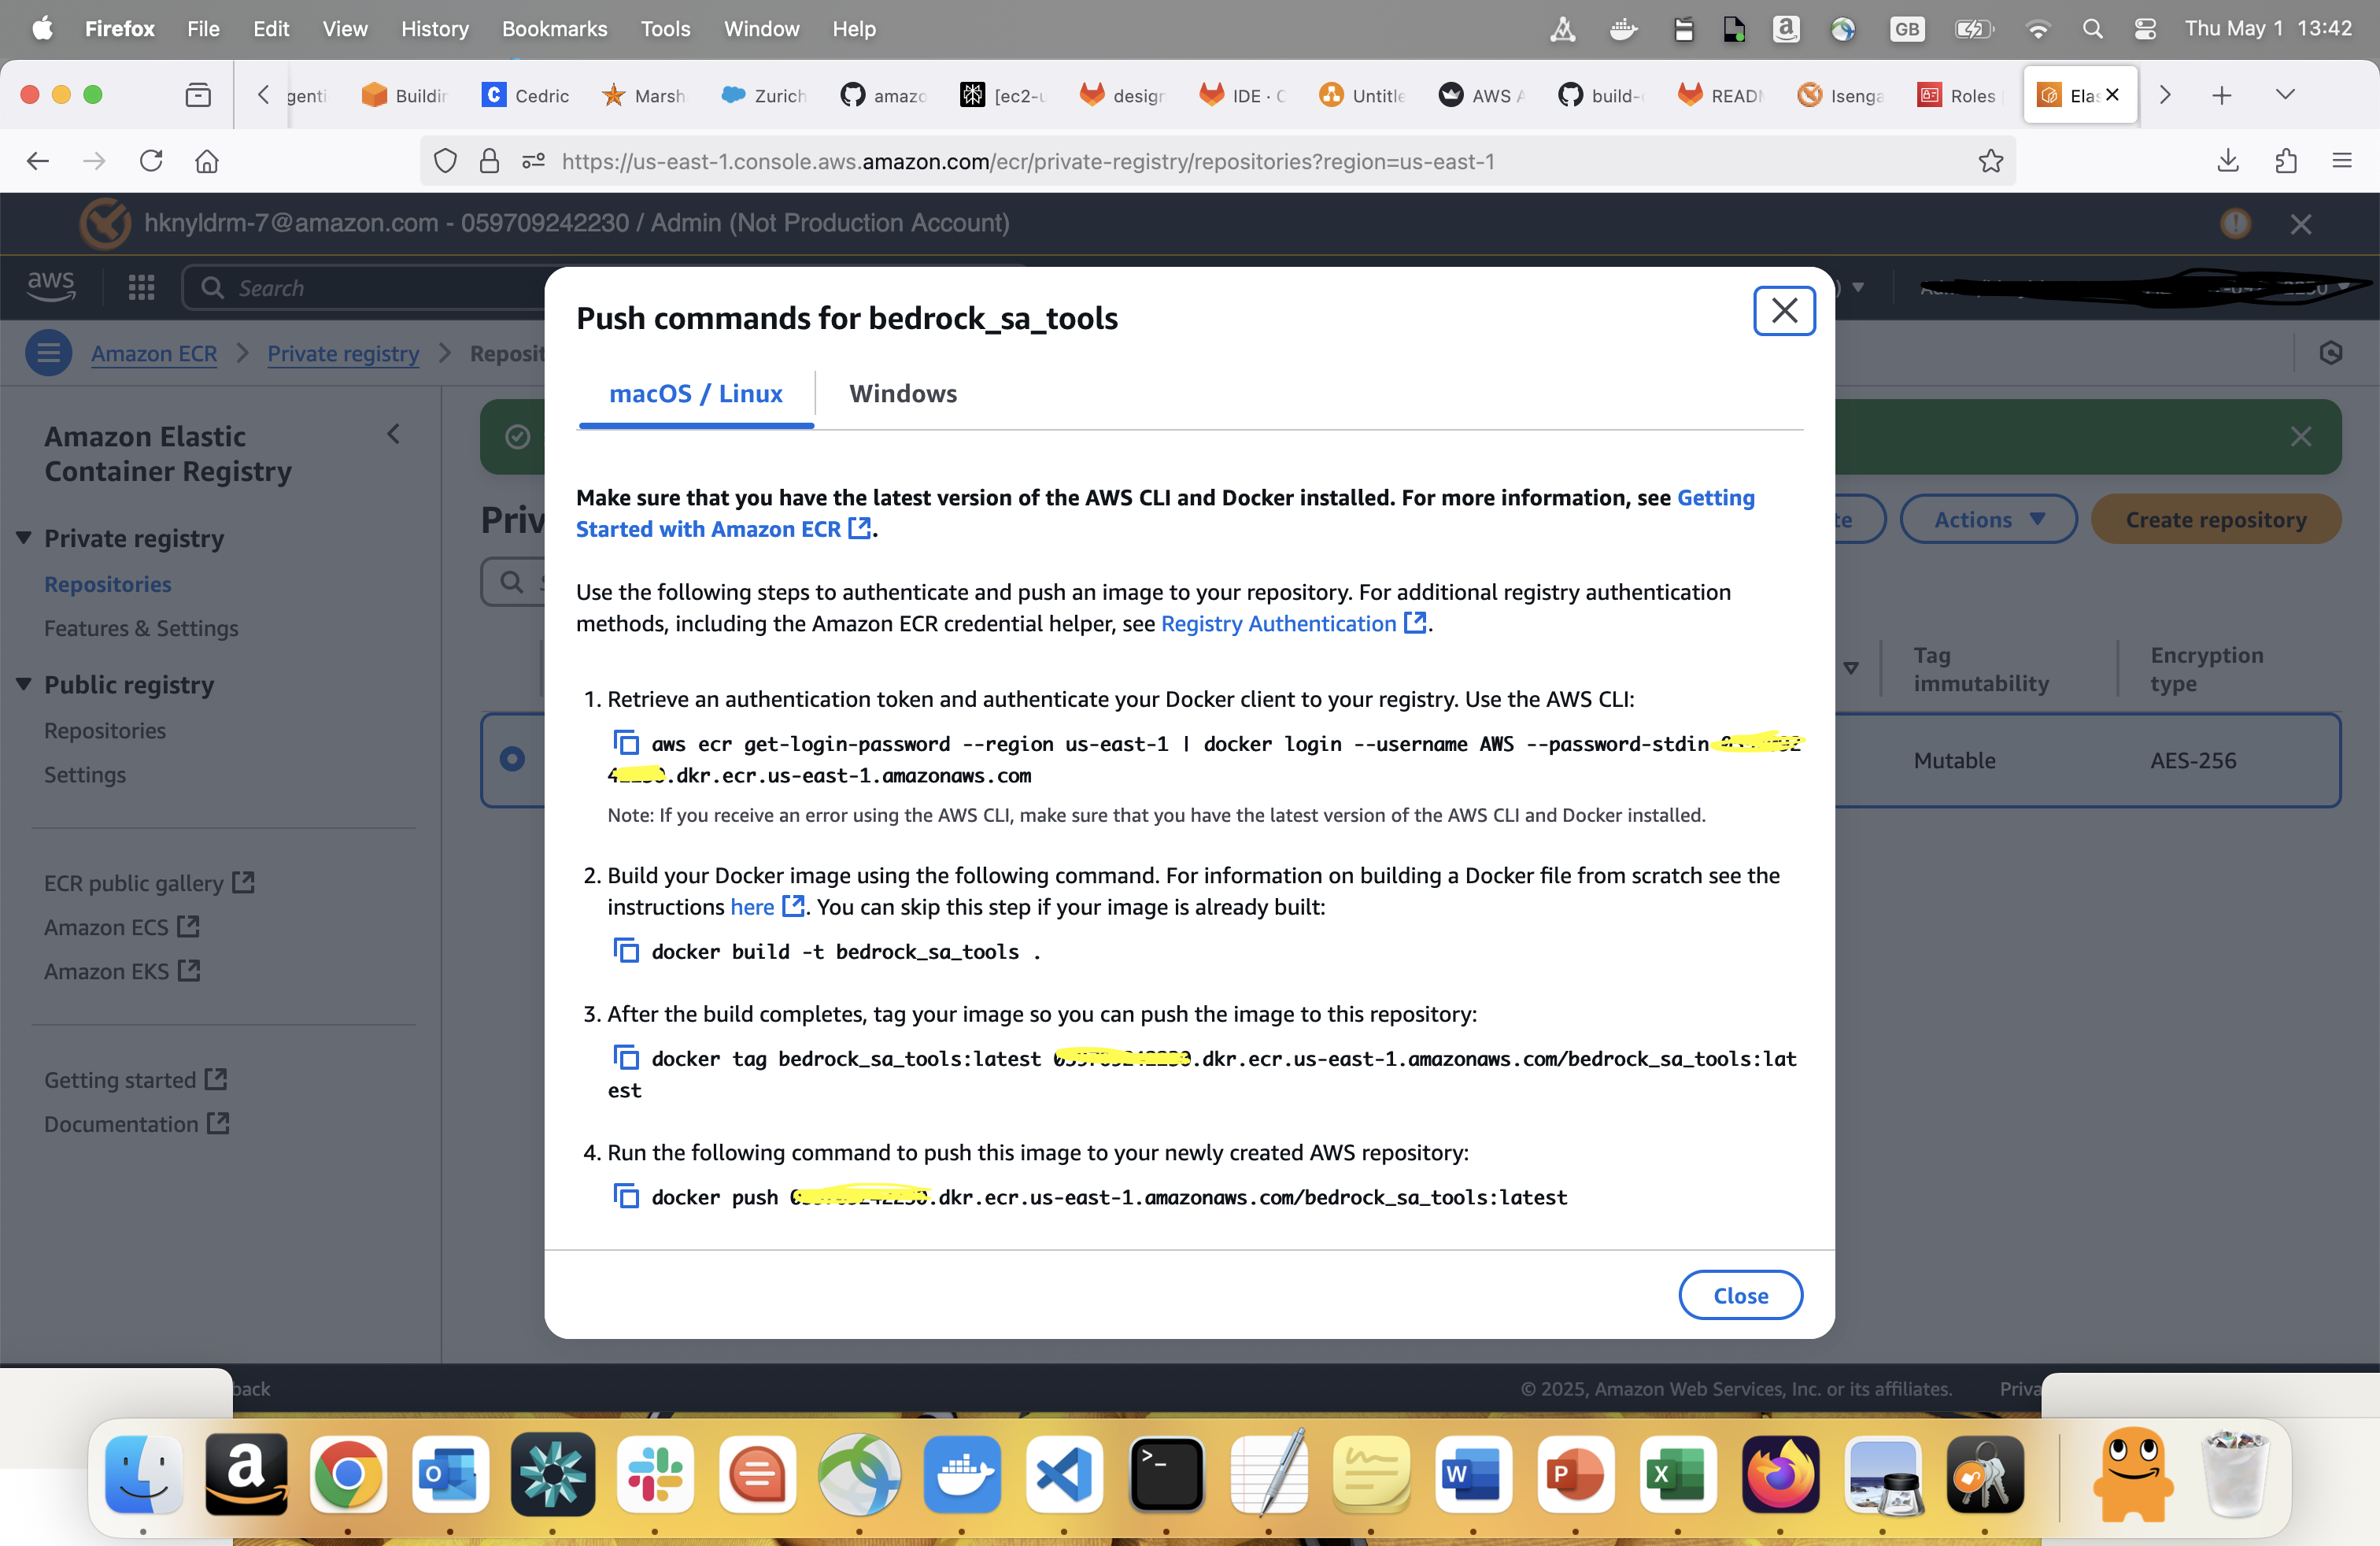 Firefox File Edit View History Bookmarks Tools Window Help
GB
Thu May 1 13:42
genti
Buildin
Cedric
Marsh
Zurich
amazo
[ec2-u
design
IDE · C
Untitle
AWS A
build-
READ
Isenga
Roles
Elas
https://us-east-1.console.aws.amazon.com/ecr/private-registry/repositories?region=us-east-1
hknyldrm-7@amazon.com - 059709242230 / Admin (Not Production Account)
aws
Search
Amazon ECR
Private registry
Reposit
Amazon Elastic
Container Registry
Private registry
Repositories
Features & Settings
Public registry
Repositories
Settings
ECR public gallery
Amazon ECS
Amazon EKS
Getting started
Documentation
Priv
te
Actions
Create repository
Tag
immutability
Encryption
type
Mutable
AES-256
Push commands for bedrock_sa_tools
macOS / Linux
Windows
Make sure that you have the latest version of the AWS CLI and Docker installed. For more information, see Getting
Started with Amazon ECR .
Use the following steps to authenticate and push an image to your repository. For additional registry authentication
methods, including the Amazon ECR credential helper, see Registry Authentication .
1. Retrieve an authentication token and authenticate your Docker client to your registry. Use the AWS CLI:
aws ecr get-login-password --region us-east-1 | docker login --username AWS --password-stdin
.dkr.ecr.us-east-1.amazonaws.com
Note: If you receive an error using the AWS CLI, make sure that you have the latest version of the AWS CLI and Docker installed.
2. Build your Docker image using the following command. For information on building a Docker file from scratch see the
instructions here . You can skip this step if your image is already built:
docker build -t bedrock_sa_tools .
3. After the build completes, tag your image so you can push the image to this repository:
docker tag bedrock_sa_tools:latest .dkr.ecr.us-east-1.amazonaws.com/bedrock_sa_tools:lat
est
4. Run the following command to push this image to your newly created AWS repository:
docker push .dkr.ecr.us-east-1.amazonaws.com/bedrock_sa_tools:latest
Close
back
© 2025, Amazon Web Services, Inc. or its affiliates.
Priva